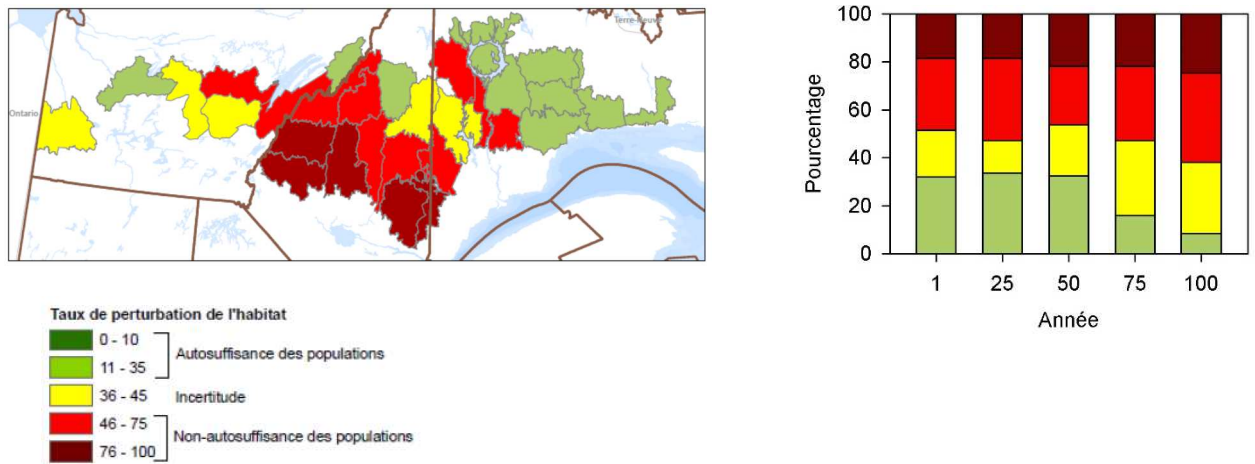 Terre-Neuve
Ontario
Taux de perturbation de l'habitat
0 - 10
11 - 35
Autosuffisance des populations
36 - 45
Incertitude
46 - 75
76 - 100
Non-autosuffisance des populations
Pourcentage
100
80
60
40
20
0
1 25 50 75 100
Année